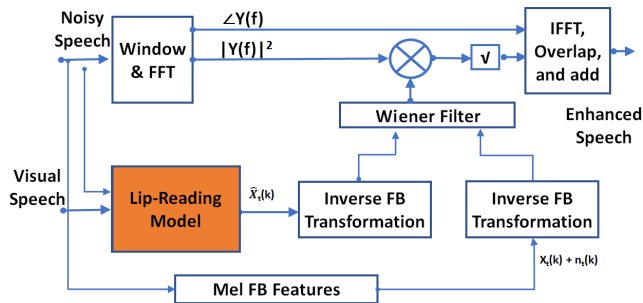 Noisy
Speech
Window
& FFT
∠Y(f)
|Y(f)|²
√
IFFT,
Overlap,
and add
Enhanced
Speech
Wiener Filter
Visual
Speech
Lip-Reading
Model
X̂ₜ(k)
Inverse FB
Transformation
Inverse FB
Transformation
Xₜ(k) + nₜ(k)
Mel FB Features